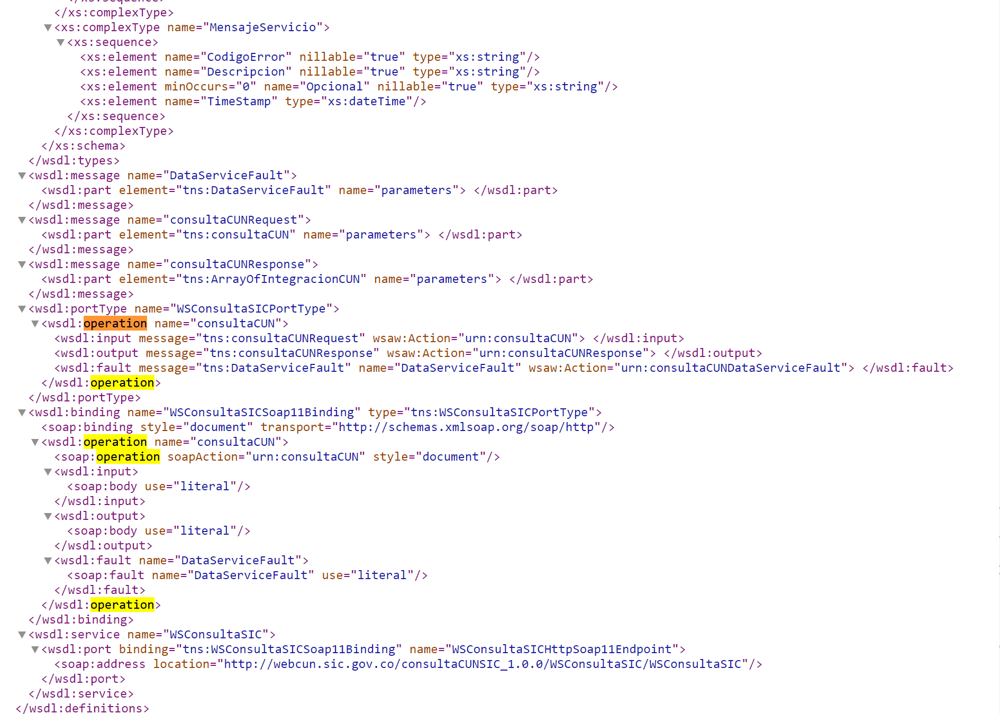 </xs:sequence>
</xs:complexType>
<xs:complexType name="MensajeServicio">
<xs:sequence>
<xs:element name="CodigoError" nillable="true" type="xs:string"/>
<xs:element name="Descripcion" nillable="true" type="xs:string"/>
<xs:element minOccurs="0" name="Opcional" nillable="true" type="xs:string"/>
<xs:element name="TimeStamp" type="xs:dateTime"/>
</xs:sequence>
</xs:complexType>
</xs:schema>
</wsdl:types>
<wsdl:message name="DataServiceFault">
<wsdl:part element="tns:DataServiceFault" name="parameters"> </wsdl:part>
</wsdl:message>
<wsdl:message name="consultaCUNRequest">
<wsdl:part element="tns:consultaCUN" name="parameters"> </wsdl:part>
</wsdl:message>
<wsdl:message name="consultaCUNResponse">
<wsdl:part element="tns:ArrayOfIntegracionCUN" name="parameters"> </wsdl:part>
</wsdl:message>
<wsdl:portType name="WSConsultaSICPortType">
<wsdl:operation name="consultaCUN">
<wsdl:input message="tns:consultaCUNRequest" wsaw:Action="urn:consultaCUN"> </wsdl:input>
<wsdl:output message="tns:consultaCUNResponse" wsaw:Action="urn:consultaCUNResponse"> </wsdl:output>
<wsdl:fault message="tns:DataServiceFault" name="DataServiceFault" wsaw:Action="urn:consultaCUNDataServiceFault"> </wsdl:fault>
</wsdl:operation>
</wsdl:portType>
<wsdl:binding name="WSConsultaSICSoap11Binding" type="tns:WSConsultaSICPortType">
<soap:binding style="document" transport="http://schemas.xmlsoap.org/soap/http"/>
<wsdl:operation name="consultaCUN">
<soap:operation soapAction="urn:consultaCUN" style="document"/>
<wsdl:input>
<soap:body use="literal"/>
</wsdl:input>
<wsdl:output>
<soap:body use="literal"/>
</wsdl:output>
<wsdl:fault name="DataServiceFault">
<soap:fault name="DataServiceFault" use="literal"/>
</wsdl:fault>
</wsdl:operation>
</wsdl:binding>
<wsdl:service name="WSConsultaSIC">
<wsdl:port binding="tns:WSConsultaSICSoap11Binding" name="WSConsultaSICHttpSoap11Endpoint">
<soap:address location="http://webcun.sic.gov.co/consultaCUNSIC_1.0.0/WSConsultaSIC/WSConsultaSIC"/>
</wsdl:port>
</wsdl:service>
</wsdl:definitions>